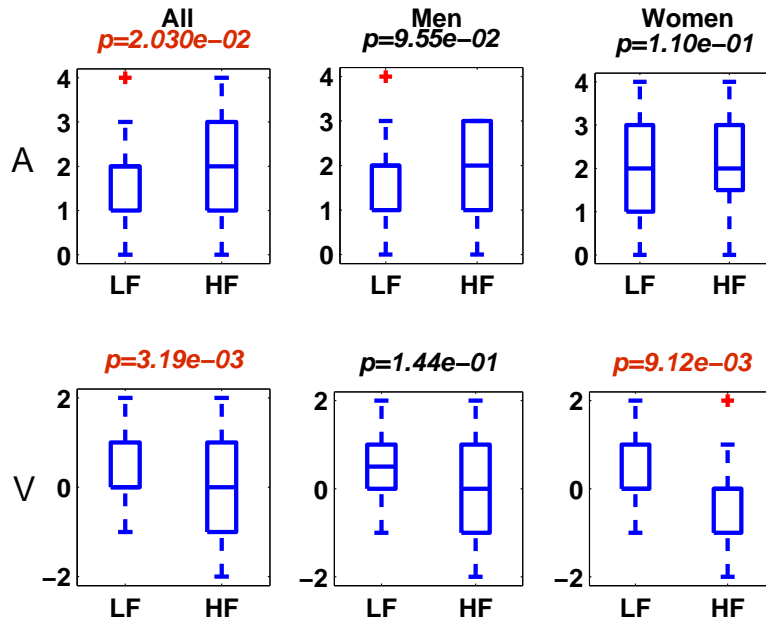 All Men Women
p=2.030e−02 p=9.55e−02 p=1.10e−01
4 4 4
3 3 3
A 2 2 2
1 1 1
0 0 0
LF HF LF HF LF HF
p=3.19e−03 p=1.44e−01 p=9.12e−03
2 2 2
V 0 0 0
−2 −2 −2
LF HF LF HF LF HF